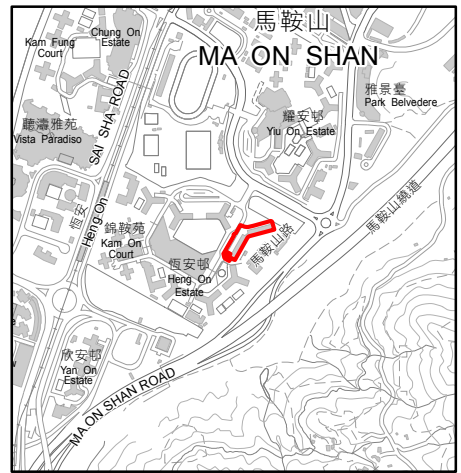 馬鞍山
MA ON SHAN
Chung On
Estate
Kam Fung
Court
SAI SHA ROAD
雅景臺
Park Belvedere
耀安邨
Yiu On Estate
聽濤雅苑
Vista Paradiso
恆安
Heng On
錦鞍苑
Kam On
Court
恆安邨
Heng On
Estate
馬鞍山路
馬鞍山繞道
欣安邨
Yan On
Estate
MA ON SHAN ROAD